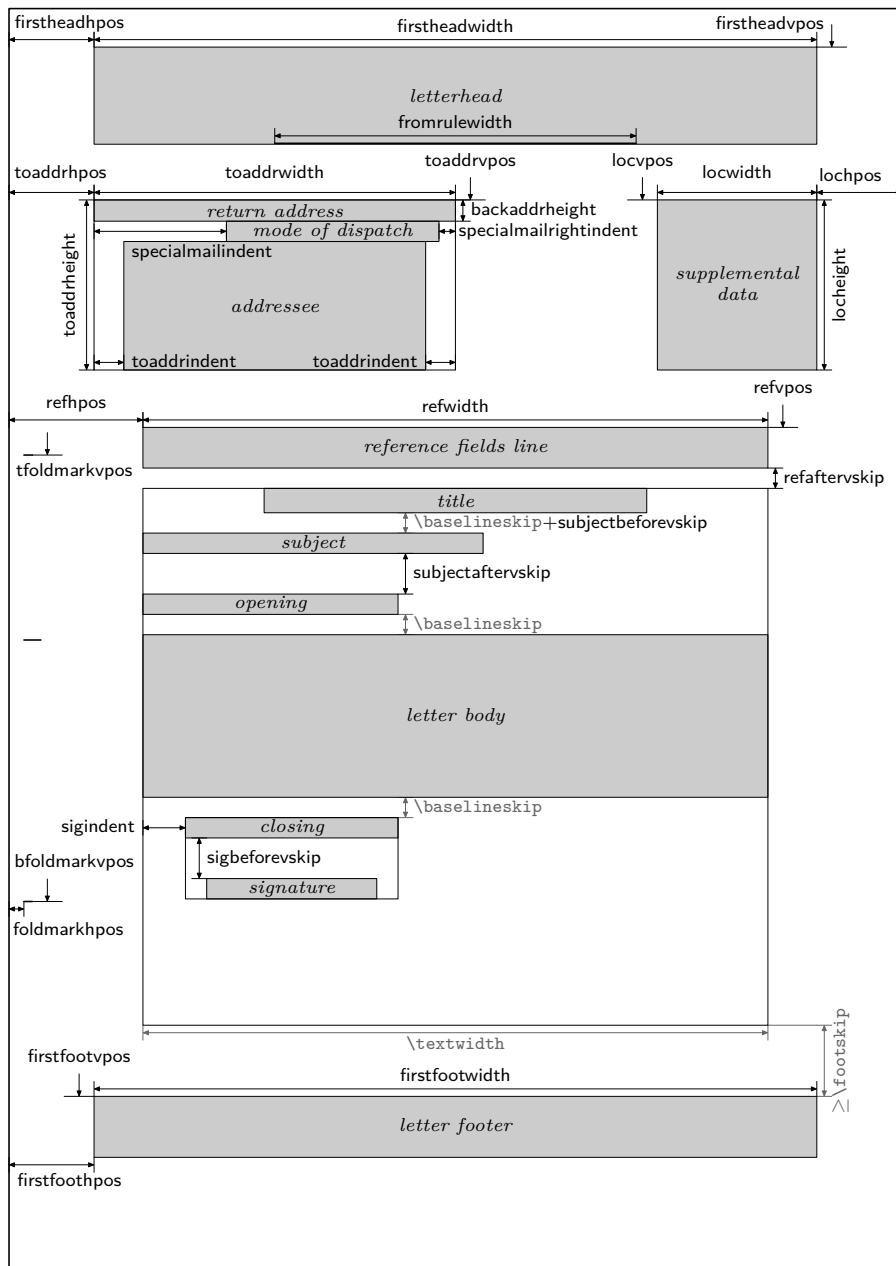 firstheadhpos
firstheadwidth
firstheadvpos
letterhead
fromrulewidth
toaddrhpos
toaddrwidth
toaddrvpos
locvpos
locwidth
lochpos
return address
backaddrheight
mode of dispatch
specialmailrightindent
specialmailindent
toaddrheight
addressee
supplemental
data
locheight
toaddrindent
toaddrindent
refhpos
refwidth
refvpos
reference fields line
tfoldmarkvpos
refaftervskip
title
\baselineskip+subjectbeforevskip
subject
subjectaftervskip
opening
\baselineskip
letter body
\baselineskip
sigindent
closing
sigbeforevskip
bfoldmarkvpos
signature
foldmarkhpos
\textwidth
≥\footskip
firstfootvpos
firstfootwidth
letter footer
firstfoothpos